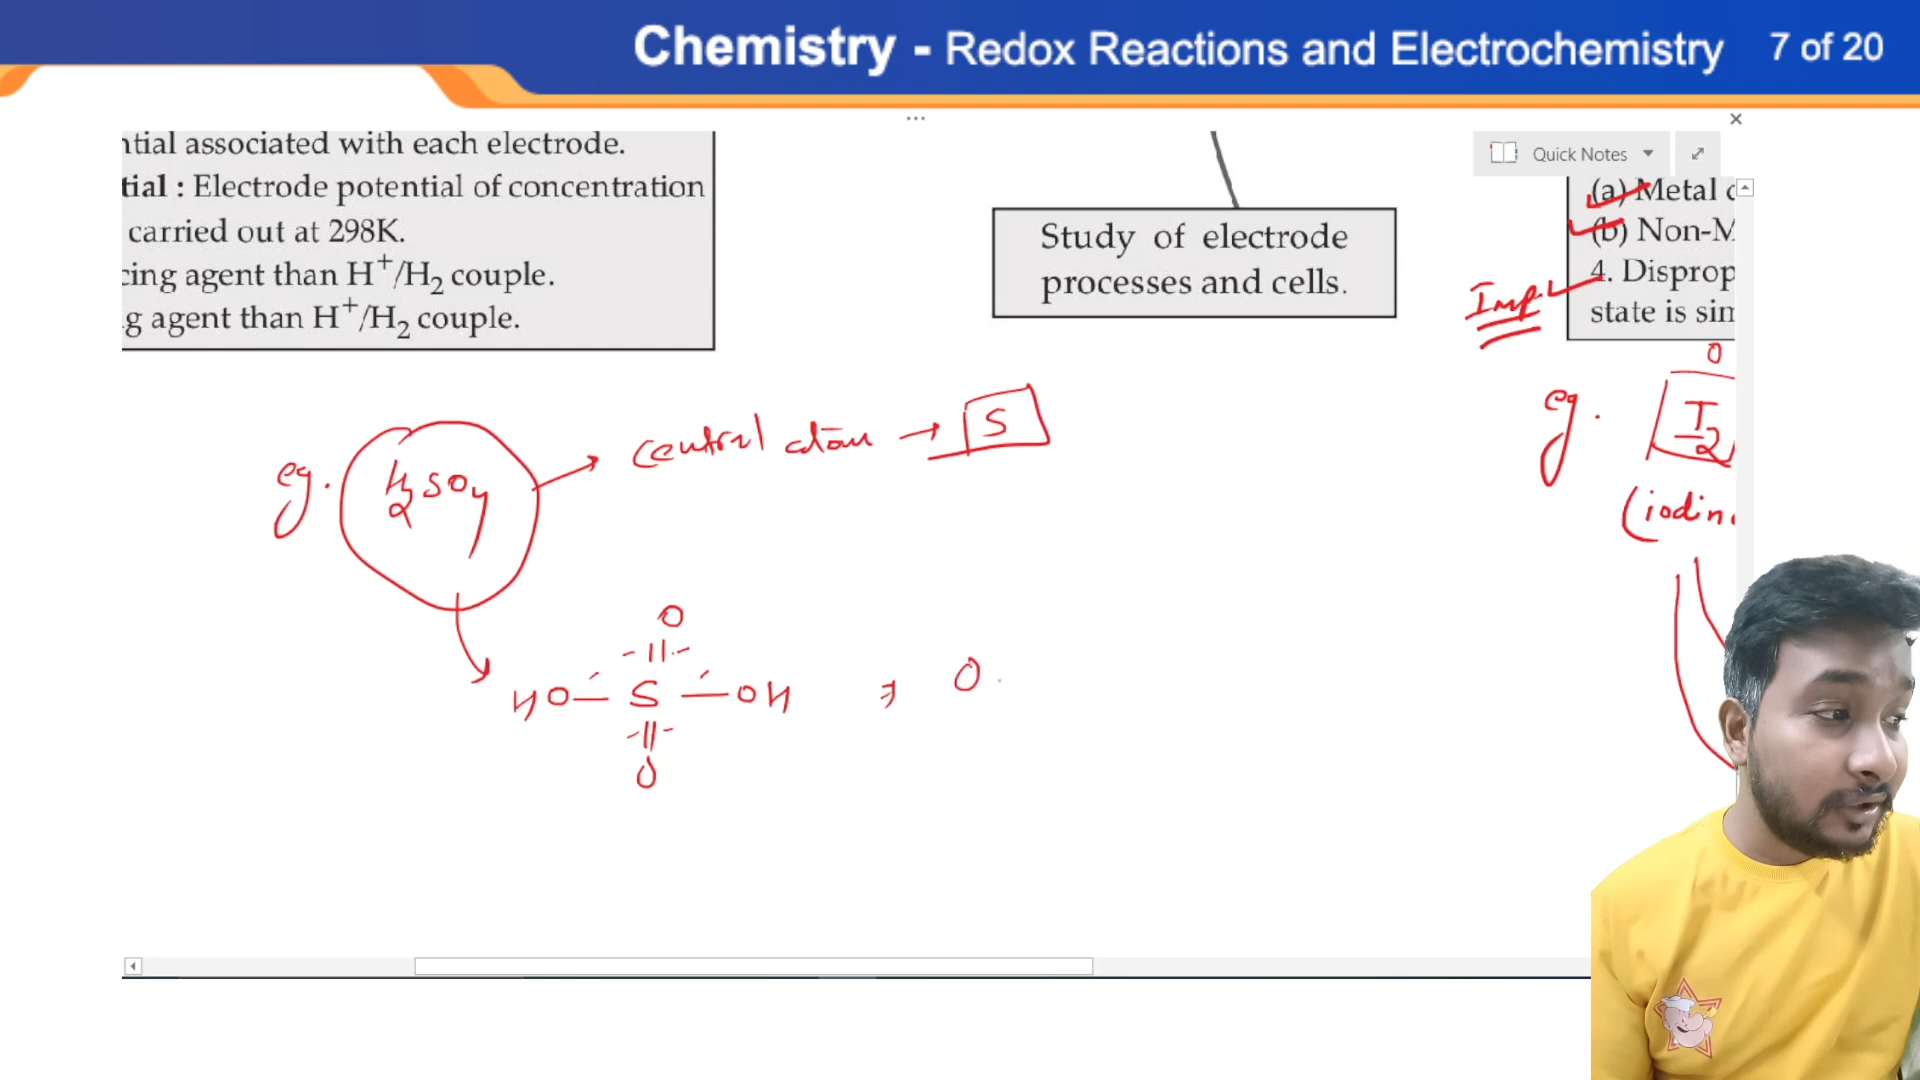 Chemistry - Redox Reactions and Electrochemistry 7 of 20
ntial associated with each electrode.
tial : Electrode potential of concentration
carried out at 298K.
cing agent than H⁺/H₂ couple.
g agent than H⁺/H₂ couple.
Study of electrode
processes and cells.
Quick Notes
(a) Metal c
(b) Non-M
4. Disprop
state is sim
Imp.
eg. H₂SO₄ → central atom → S
O
||
HO - S - OH , O
||
O
0
eg. I₂
(iodin